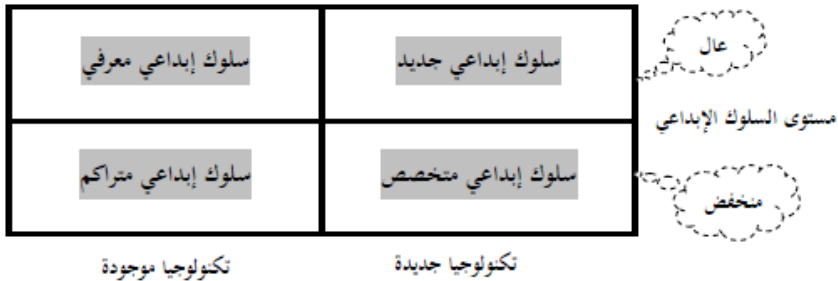 عال
سلوك إبداعي جديد
سلوك إبداعي معرفي
مستوى السلوك الإبداعي
سلوك إبداعي متخصص
سلوك إبداعي متراكم
منخفض
تكنولوجيا جديدة
تكنولوجيا موجودة